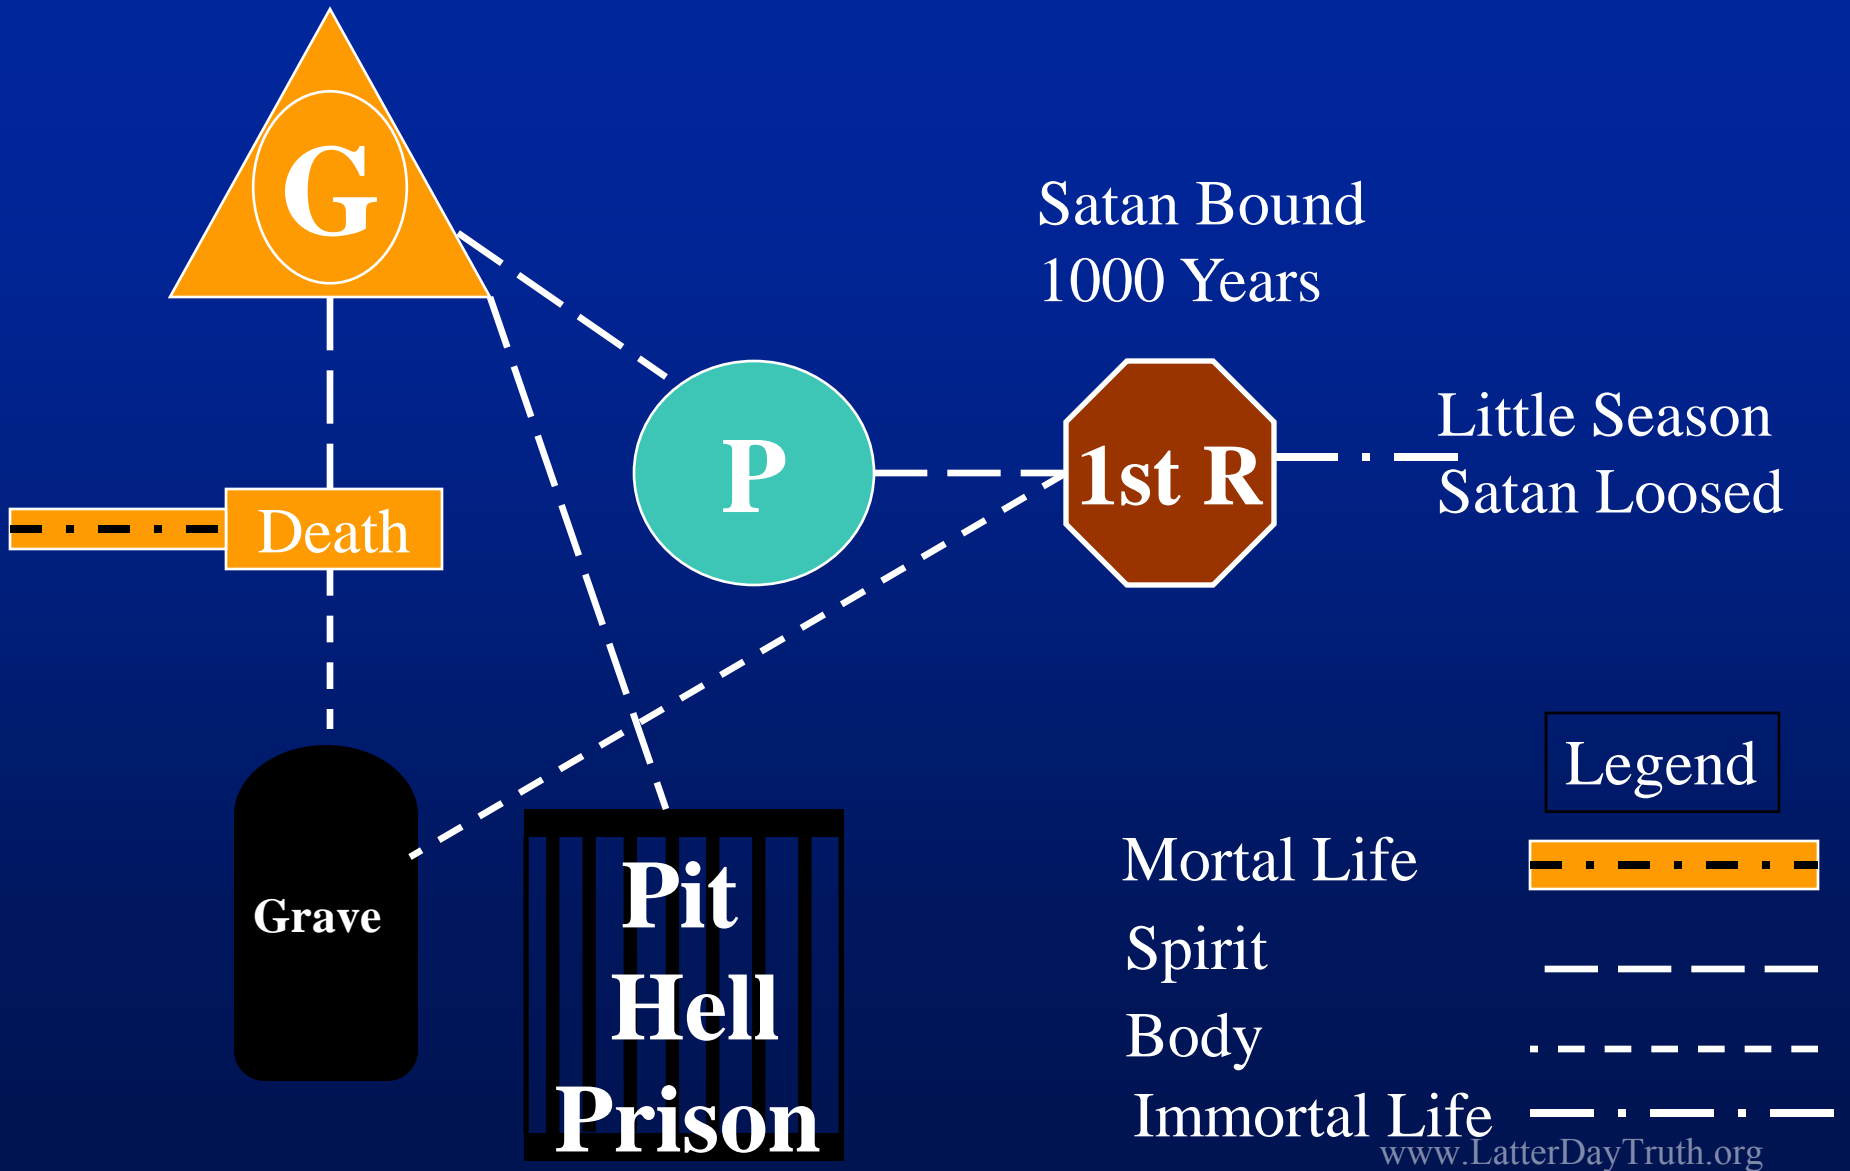 G
Satan Bound
1000 Years
P
1st R
Little Season
Satan Loosed
Death
Grave
Pit
Hell
Prison
Legend
Mortal Life
Spirit
Body
Immortal Life
www.LatterDayTruth.org